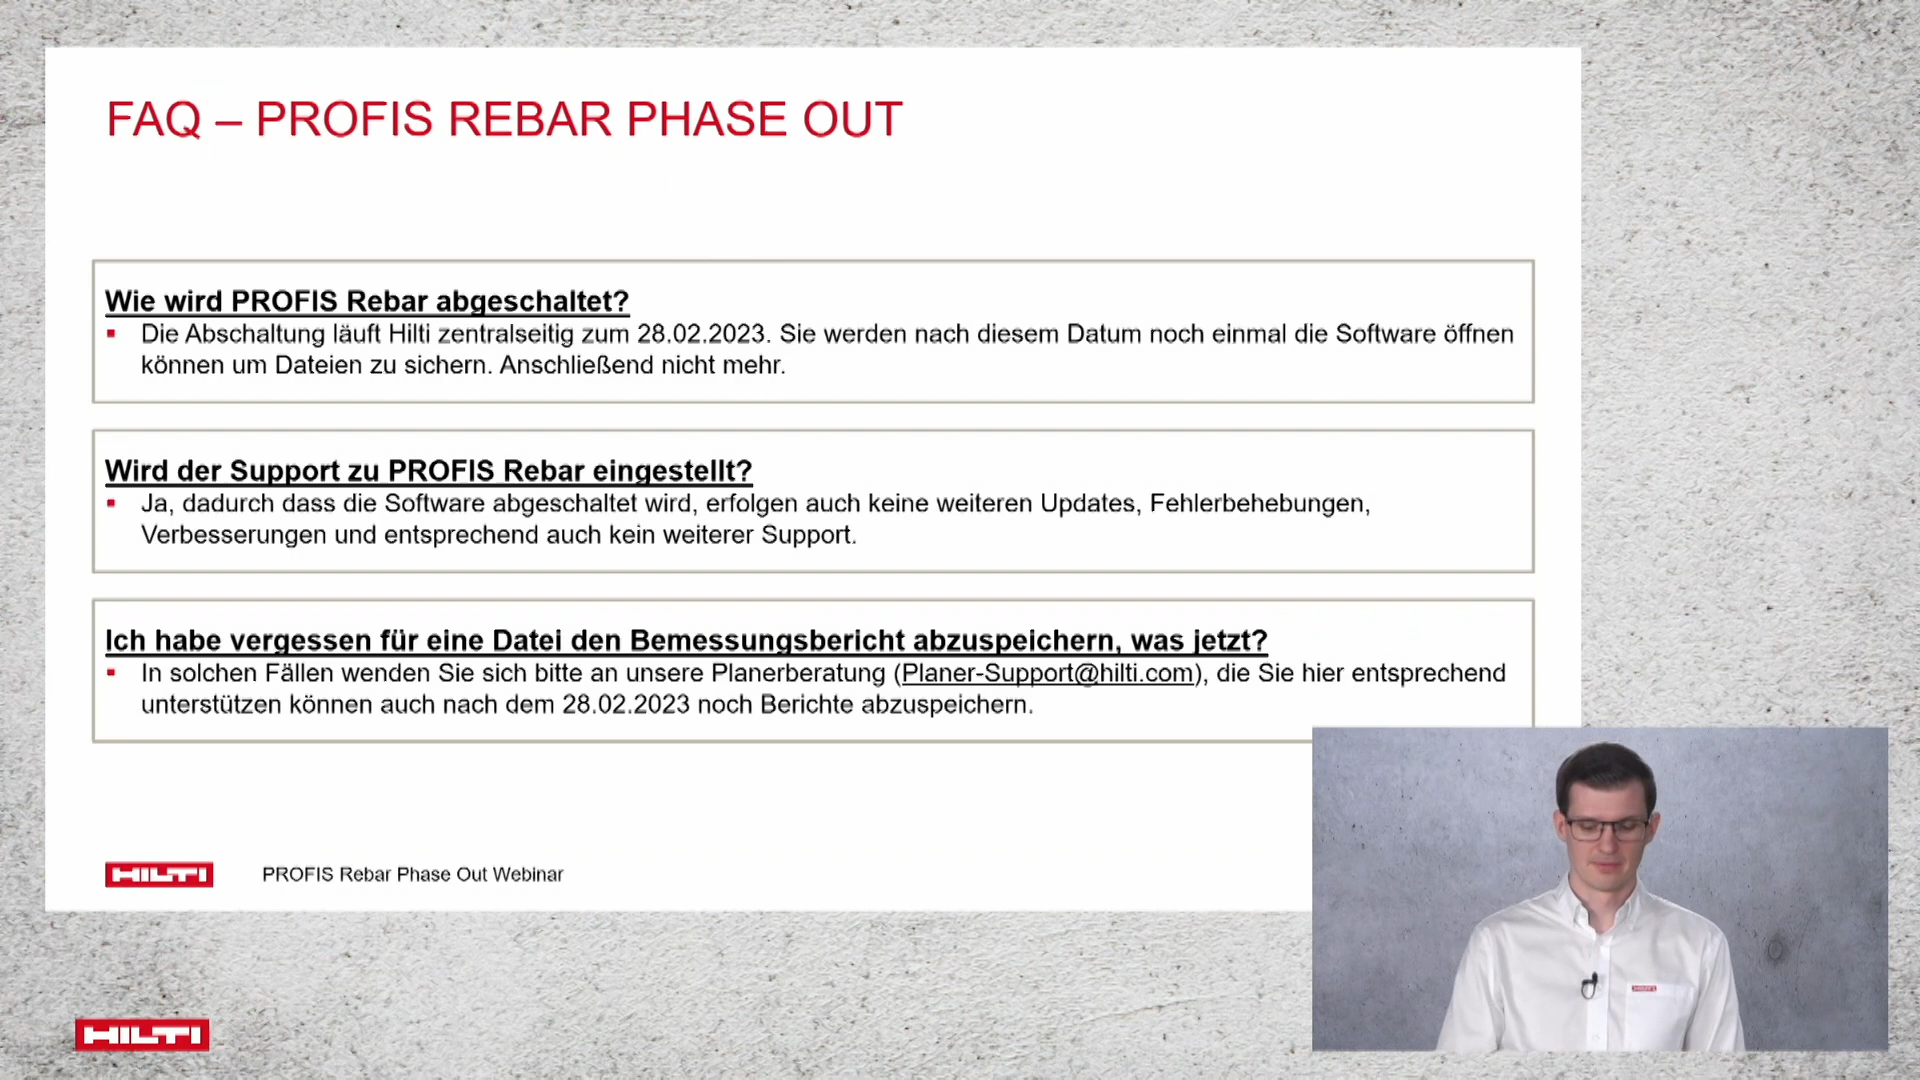 FAQ – PROFIS REBAR PHASE OUT
Wie wird PROFIS Rebar abgeschaltet?
▪ Die Abschaltung läuft Hilti zentralseitig zum 28.02.2023. Sie werden nach diesem Datum noch einmal die Software öffnen
können um Dateien zu sichern. Anschließend nicht mehr.
Wird der Support zu PROFIS Rebar eingestellt?
▪ Ja, dadurch dass die Software abgeschaltet wird, erfolgen auch keine weiteren Updates, Fehlerbehebungen,
Verbesserungen und entsprechend auch kein weiterer Support.
Ich habe vergessen für eine Datei den Bemessungsbericht abzuspeichern, was jetzt?
▪ In solchen Fällen wenden Sie sich bitte an unsere Planerberatung (Planer-Support@hilti.com), die Sie hier entsprechend
unterstützen können auch nach dem 28.02.2023 noch Berichte abzuspeichern.
HILTI PROFIS Rebar Phase Out Webinar
HILTI
HILTI